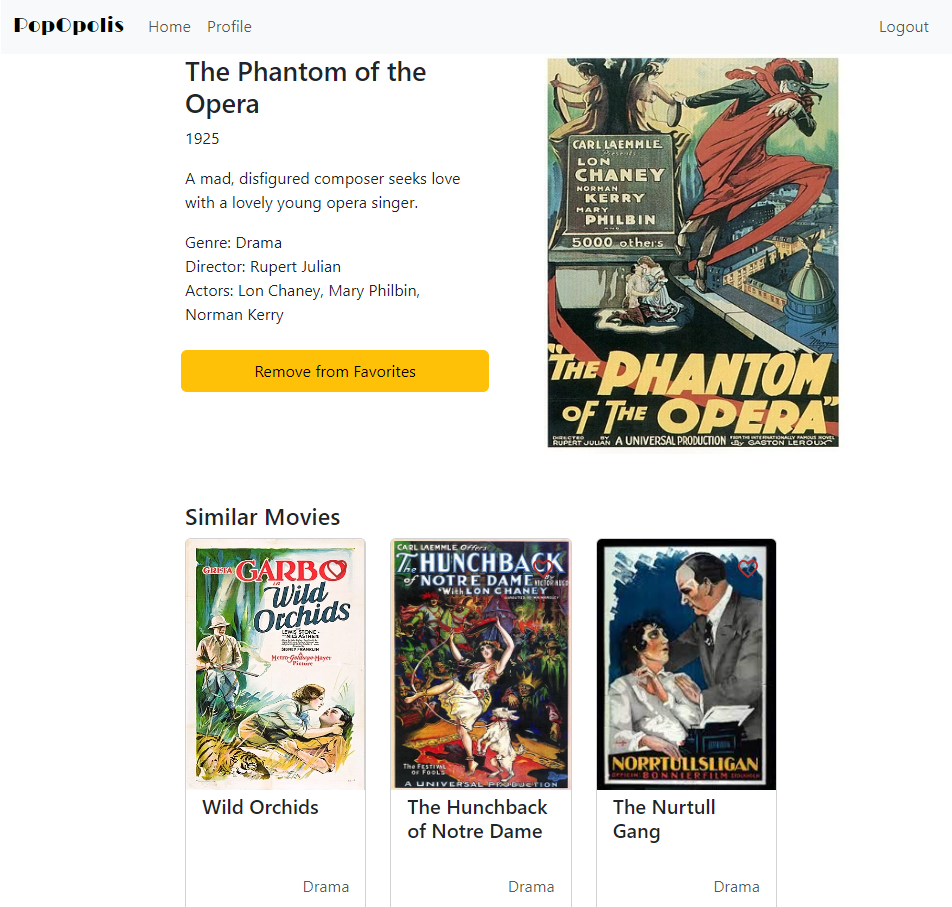 PopOpolis Home Profile Logout
The Phantom of the
Opera
1925
A mad, disfigured composer seeks love
with a lovely young opera singer.
Genre: Drama
Director: Rupert Julian
Actors: Lon Chaney, Mary Philbin,
Norman Kerry
Remove from Favorites
CARL LAEMMLE
Presents
LON
CHANEY
NORMAN
KERRY
MARY
PHILBIN
AND
5000 others
"THE PHANTOM
OF THE OPERA"
DIRECTED BY
RUPERT JULIAN
A UNIVERSAL PRODUCTION
FROM THE INTERNATIONALLY FAMOUS NOVEL
By GASTON LEROUX
Similar Movies
GRETA GARBO
in
Wild
Orchids
LEWIS STONE
NILS ASTHER
SIDNEY FRANKLIN
A
Metro-Goldwyn-Mayer
Picture
Wild Orchids
Drama
CARL LAEMMLE Offers
The HUNCHBACK
of NOTRE DAME
By
VICTOR HUGO
With LON CHANEY
The FESTIVAL
OF FOOLS
A UNIVERSAL PRODUCTION
The Hunchback
of Notre Dame
Drama
NORRTULLSLIGAN
BONNIERFILM
The Nurtull
Gang
Drama